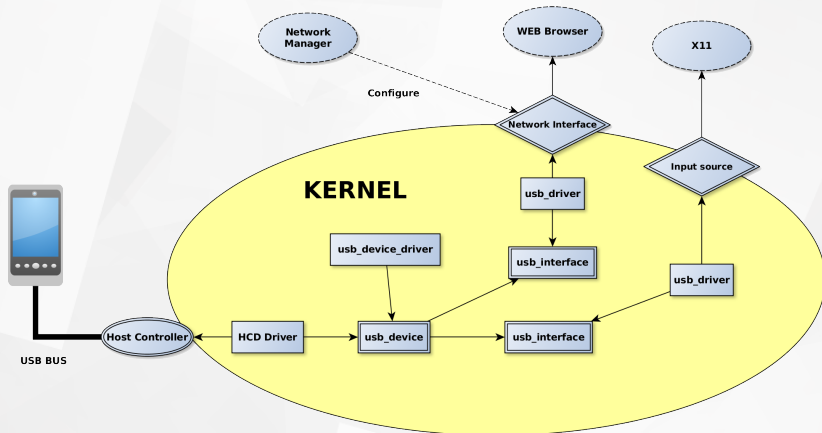 Network
Manager
WEB Browser
X11
Configure
Network Interface
Input source
KERNEL
usb_driver
usb_device_driver
usb_interface
usb_driver
Host Controller
HCD Driver
usb_device
usb_interface
USB BUS